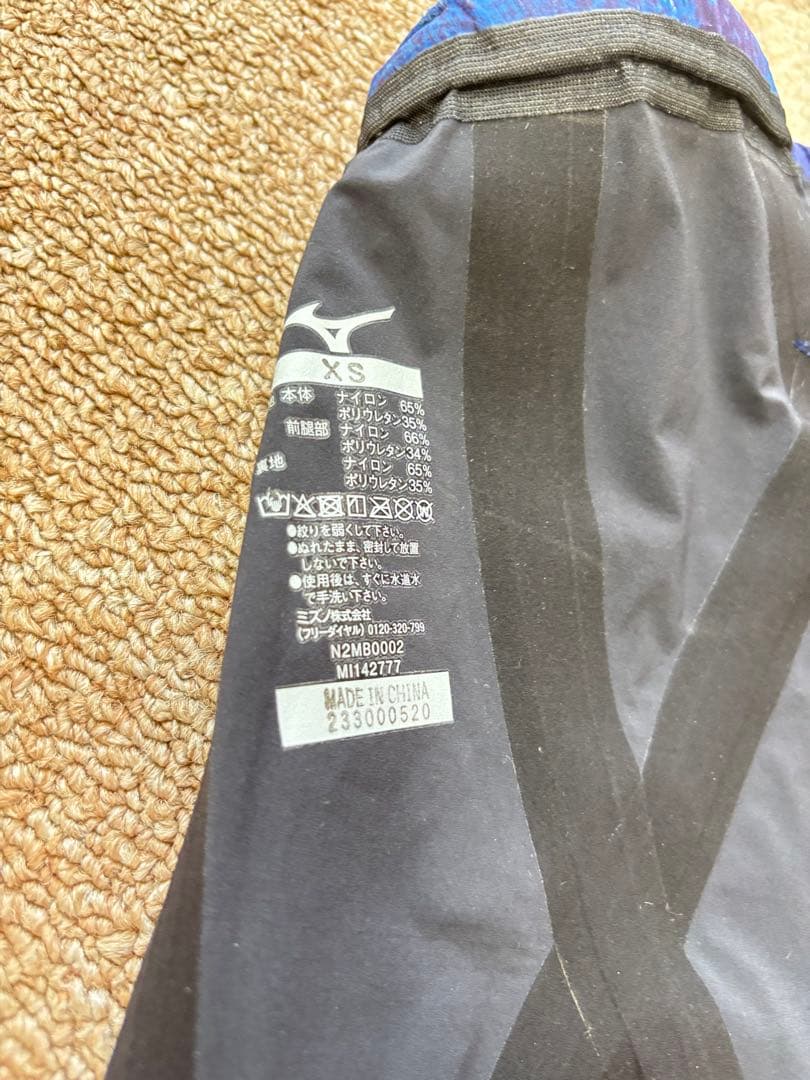 XS
本体 ナイロン 65%
ポリウレタン35%
前腿部 ナイロン 66%
ポリウレタン34%
裏地 ナイロン 65%
ポリウレタン35%
●絞りを弱くして下さい。
●ぬれたまま、密封して放置
しないで下さい。
●使用後は、すぐに水道水
で手洗い下さい。
ミズノ株式会社
(フリーダイヤル) 0120-320-799
N2MB0002
MI142777
MADE IN CHINA
233000520